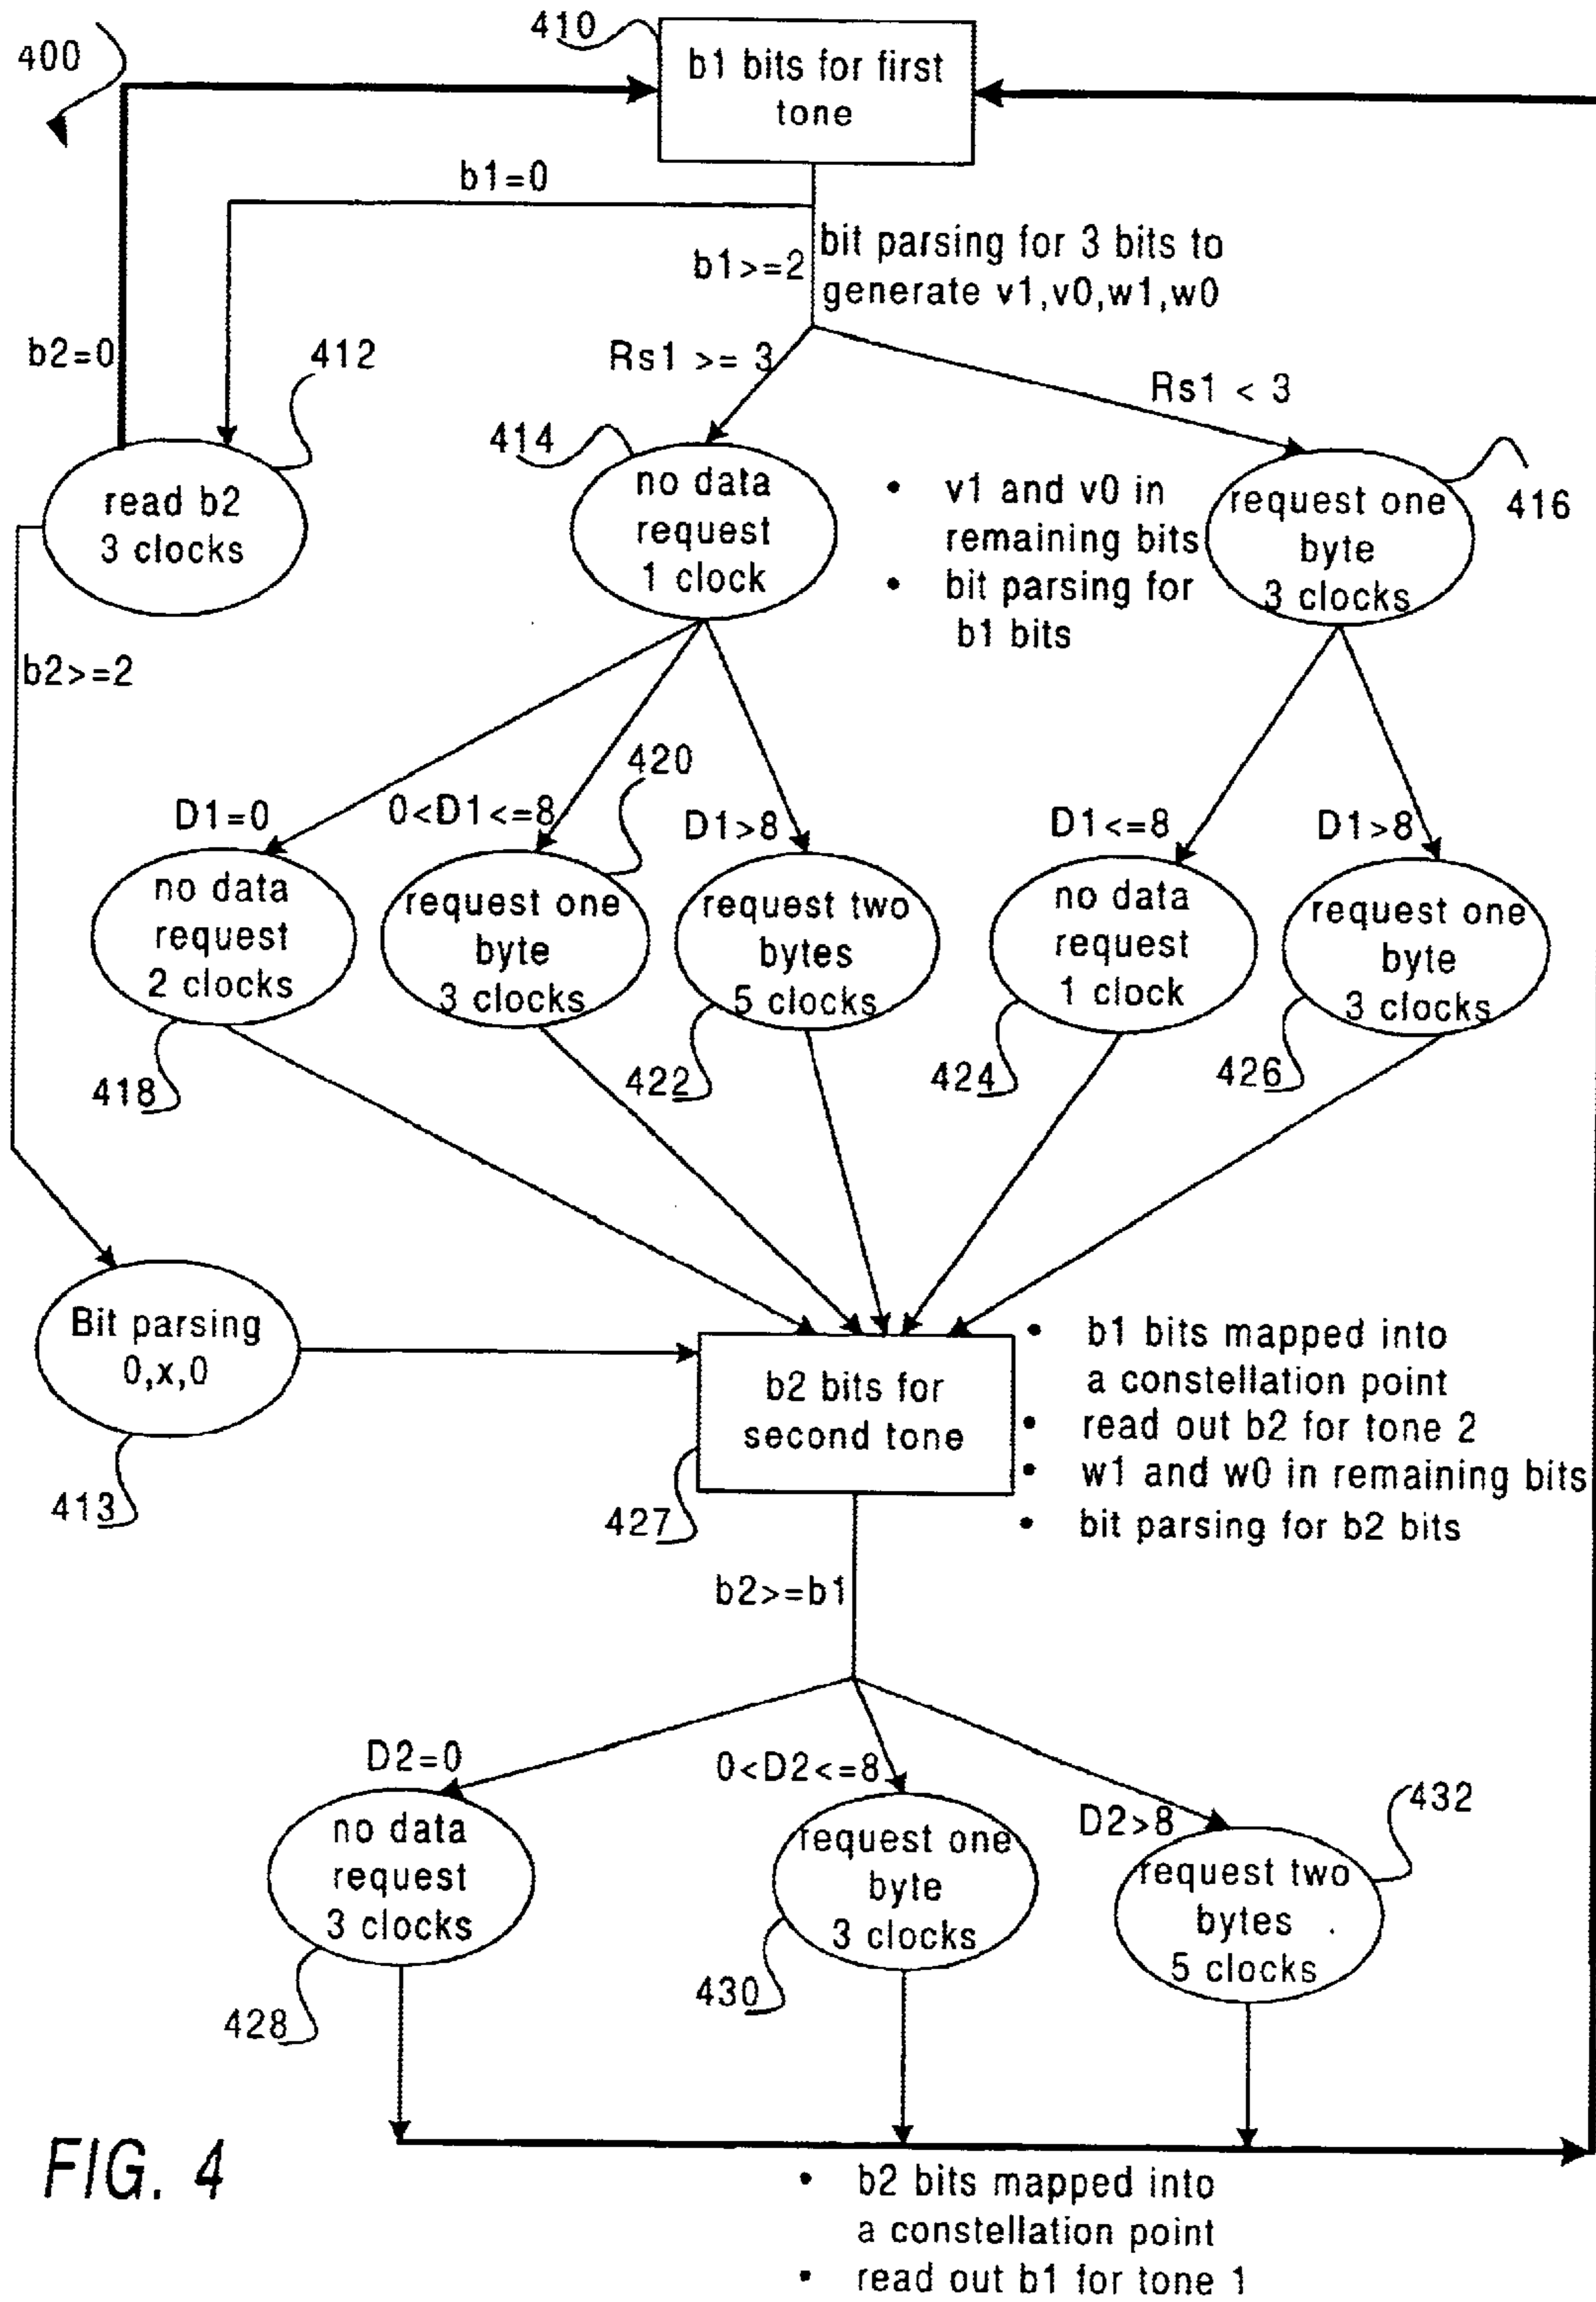 400
410
b1 bits for first
tone
b1=0
b1>=2
bit parsing for 3 bits to
generate v1,v0,w1,w0
b2=0
412
Rs1 >= 3
Rs1 < 3
414
416
read b2
3 clocks
no data
request
1 clock
• v1 and v0 in
remaining bits
• bit parsing for
b1 bits
request one
byte
3 clocks
b2>=2
420
D1=0
0<D1<=8
D1>8
D1<=8
D1>8
no data
request
2 clocks
request one
byte
3 clocks
request two
bytes
5 clocks
no data
request
1 clock
request one
byte
3 clocks
418
422
424
426
Bit parsing
0,x,0
413
b2 bits for
second tone
427
• b1 bits mapped into
a constellation point
• read out b2 for tone 2
• w1 and w0 in remaining bits
• bit parsing for b2 bits
b2>=b1
D2=0
0<D2<=8
D2>8
432
no data
request
3 clocks
request one
byte
3 clocks
request two
bytes
5 clocks
428
430
FIG. 4
• b2 bits mapped into
a constellation point
• read out b1 for tone 1